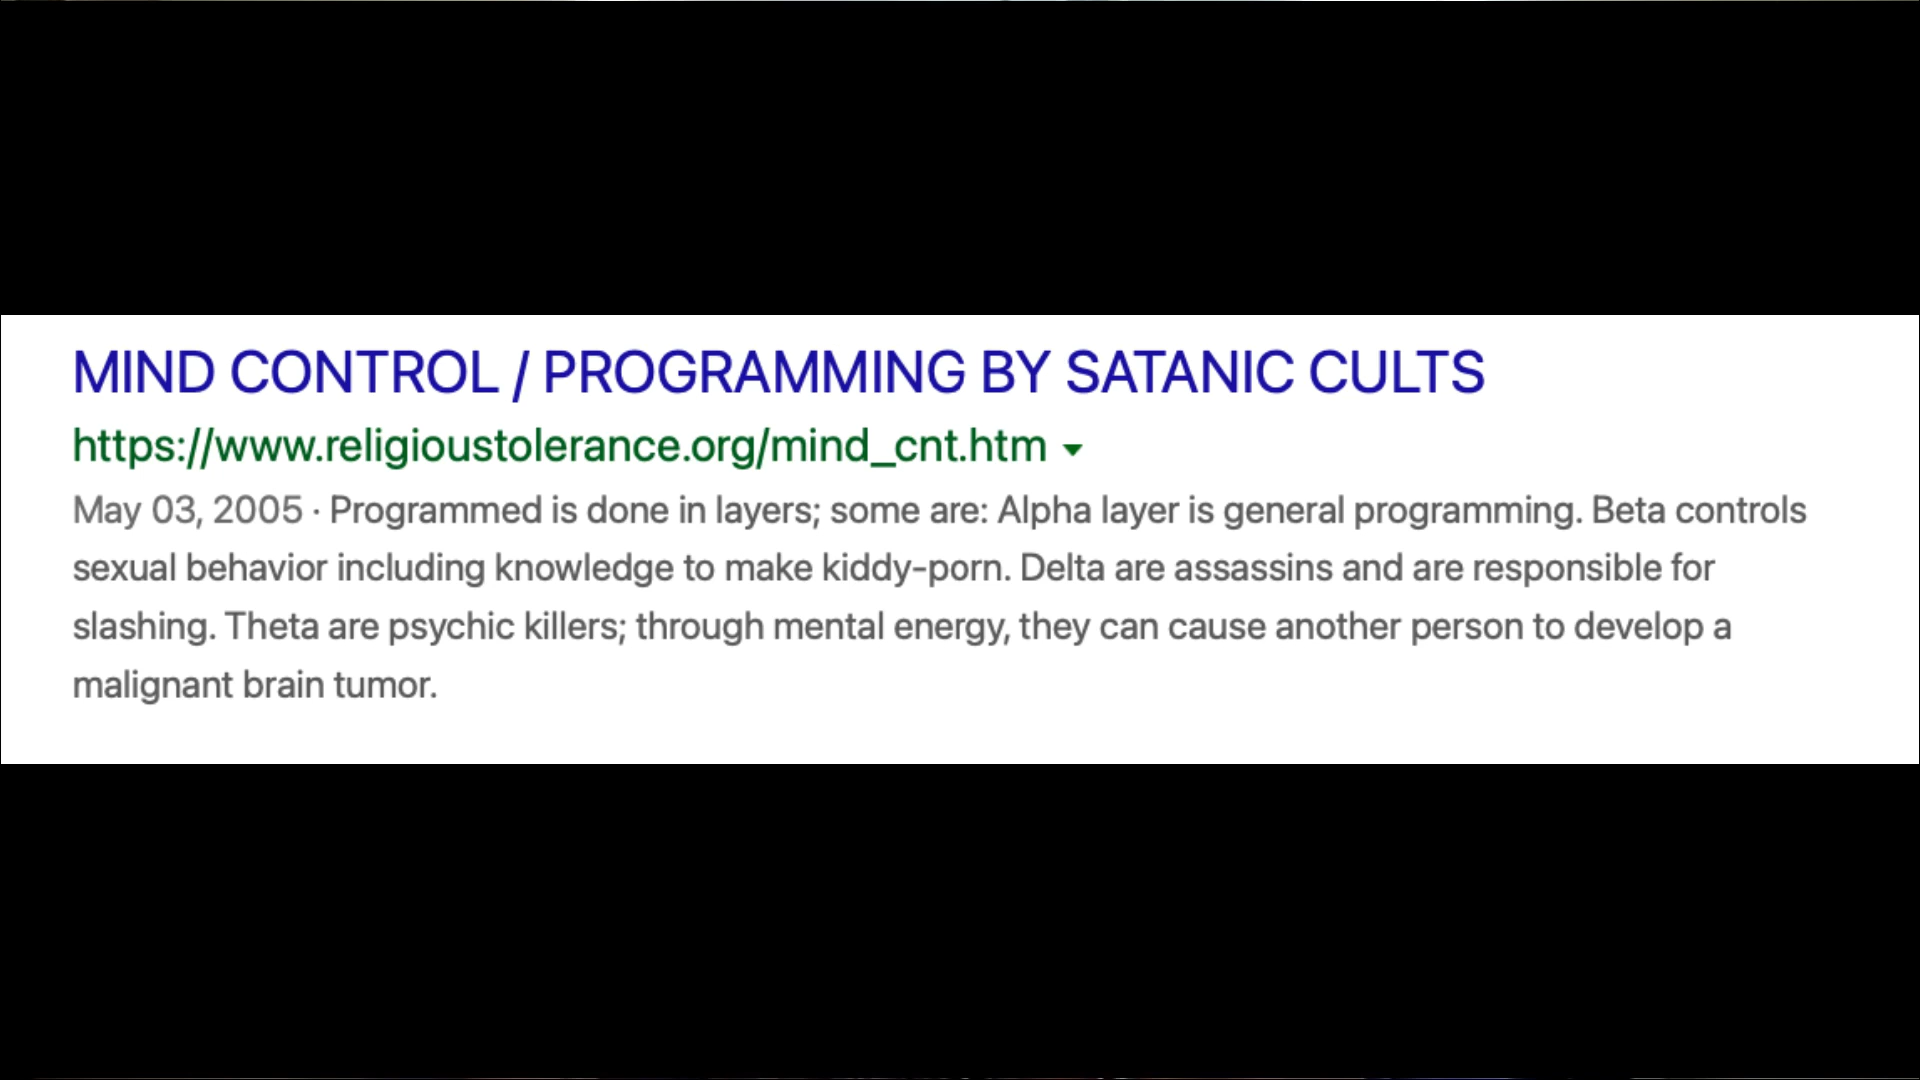 MIND CONTROL / PROGRAMMING BY SATANIC CULTS
https://www.religioustolerance.org/mind_cnt.htm
May 03, 2005 · Programmed is done in layers; some are: Alpha layer is general programming. Beta controls
sexual behavior including knowledge to make kiddy-porn. Delta are assassins and are responsible for
slashing. Theta are psychic killers; through mental energy, they can cause another person to develop a
malignant brain tumor.